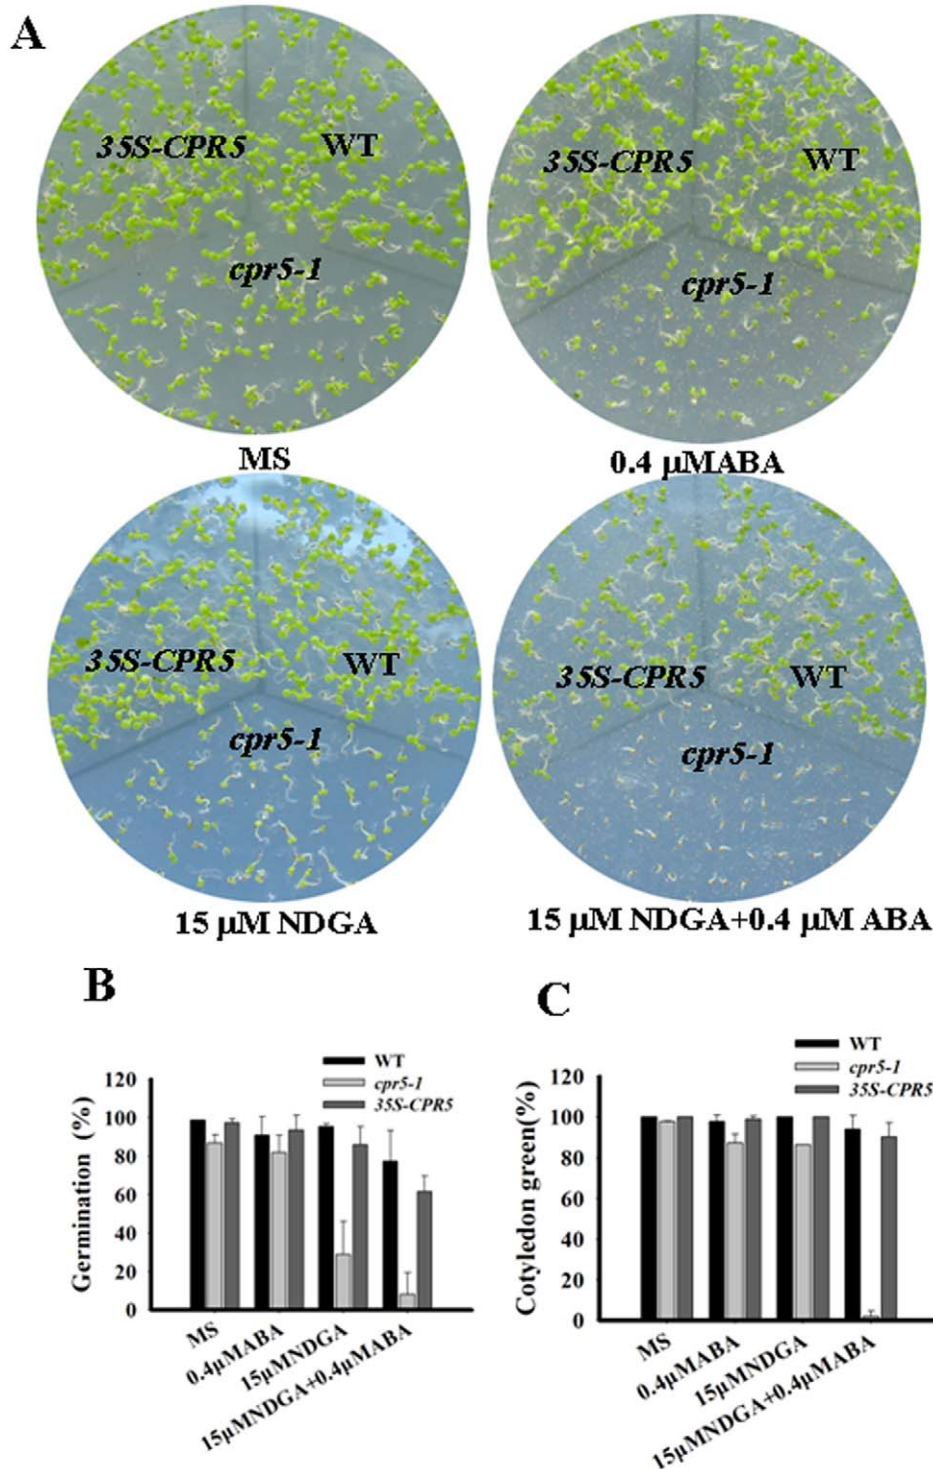 A
35S-CPR5 WT
cpr5-1
MS
35S-CPR5 WT
cpr5-1
0.4 μMABA
35S-CPR5 WT
cpr5-1
15 μM NDGA
35S-CPR5 WT
cpr5-1
15 μM NDGA+0.4 μM ABA
B
WT
cpr5-1
35S-CPR5
Germination (%)
120
100
80
60
40
20
0
MS
0.4μMABA
15μMNDGA
15μMNDGA+0.4μMABA
C
WT
cpr5-1
35S-CPR5
Cotyledon green(%)
120
100
80
60
40
20
0
MS
0.4μMABA
15μMNDGA
15μMNDGA+0.4μMABA